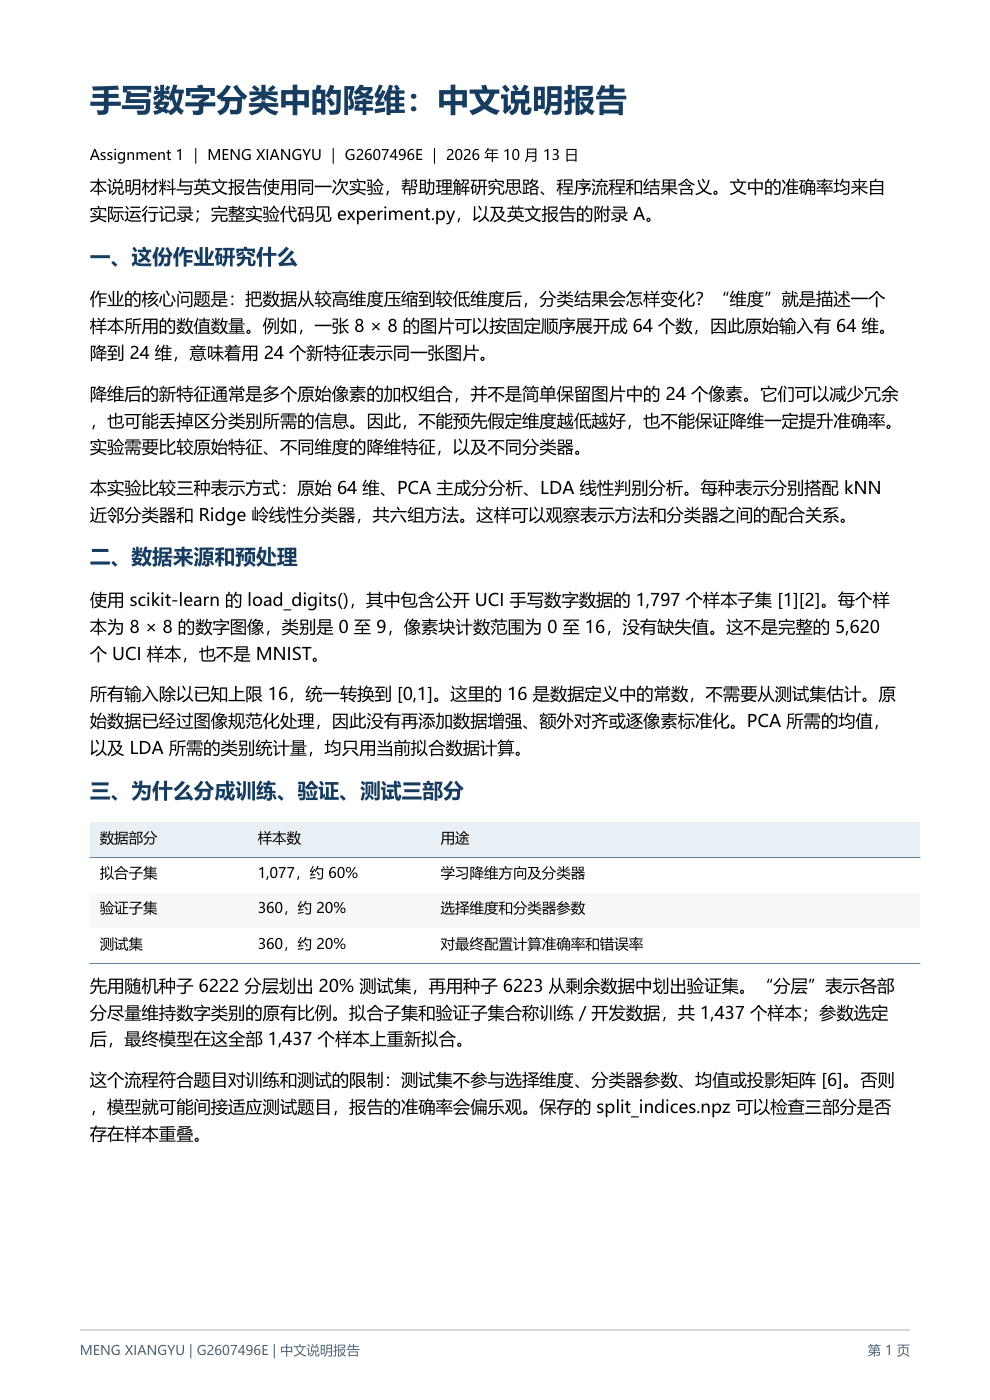 手写数字分类中的降维：中文说明报告
Assignment 1 | MENG XIANGYU | G2607496E | 2026 年 10 月 13 日
本说明材料与英文报告使用同一次实验，帮助理解研究思路、程序流程和结果含义。文中的准确率均来自
实际运行记录；完整实验代码见 experiment.py，以及英文报告的附录 A。
一、这份作业研究什么
作业的核心问题是：把数据从较高维度压缩到较低维度后，分类结果会怎样变化？“维度”就是描述一个
样本所用的数值数量。例如，一张 8 × 8 的图片可以按固定顺序展开成 64 个数，因此原始输入有 64 维。
降到 24 维，意味着用 24 个新特征表示同一张图片。
降维后的新特征通常是多个原始像素的加权组合，并不是简单保留图片中的 24 个像素。它们可以减少冗余
，也可能丢掉区分类别所需的信息。因此，不能预先假定维度越低越好，也不能保证降维一定提升准确率。
实验需要比较原始特征、不同维度的降维特征，以及不同分类器。
本实验比较三种表示方式：原始 64 维、PCA 主成分分析、LDA 线性判别分析。每种表示分别搭配 kNN
近邻分类器和 Ridge 岭线性分类器，共六组方法。这样可以观察表示方法和分类器之间的配合关系。
二、数据来源和预处理
使用 scikit-learn 的 load_digits()，其中包含公开 UCI 手写数字数据的 1,797 个样本子集 [1][2]。每个样
本为 8 × 8 的数字图像，类别是 0 至 9，像素块计数范围为 0 至 16，没有缺失值。这不是完整的 5,620
个 UCI 样本，也不是 MNIST。
所有输入除以已知上限 16，统一转换到 [0,1]。这里的 16 是数据定义中的常数，不需要从测试集估计。原
始数据已经过图像规范化处理，因此没有再添加数据增强、额外对齐或逐像素标准化。PCA 所需的均值，
以及 LDA 所需的类别统计量，均只用当前拟合数据计算。
三、为什么分成训练、验证、测试三部分
数据部分 样本数 用途
拟合子集 1,077，约 60% 学习降维方向及分类器
验证子集 360，约 20% 选择维度和分类器参数
测试集 360，约 20% 对最终配置计算准确率和错误率
先用随机种子 6222 分层划出 20% 测试集，再用种子 6223 从剩余数据中划出验证集。“分层”表示各部
分尽量维持数字类别的原有比例。拟合子集和验证子集合称训练 / 开发数据，共 1,437 个样本；参数选定
后，最终模型在这全部 1,437 个样本上重新拟合。
这个流程符合题目对训练和测试的限制：测试集不参与选择维度、分类器参数、均值或投影矩阵 [6]。否则
，模型就可能间接适应测试题目，报告的准确率会偏乐观。保存的 split_indices.npz 可以检查三部分是否
存在样本重叠。
MENG XIANGYU | G2607496E | 中文说明报告
第 1 页